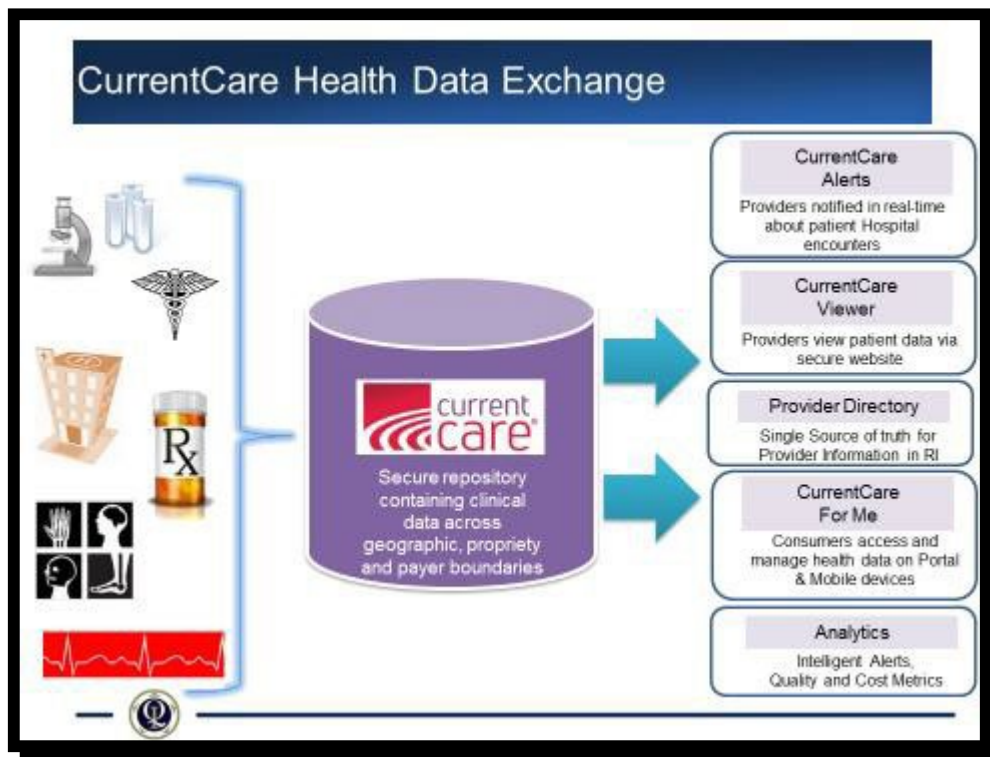 CurrentCare Health Data Exchange
Rx
current
care®
Secure repository
containing clinical
data across
geographic, propriety
and payer boundaries
CurrentCare
Alerts
Providers notified in real-time
about patient Hospital
encounters
CurrentCare
Viewer
Providers view patient data via
secure website
Provider Directory
Single Source of truth for
Provider Information in RI
CurrentCare
For Me
Consumers access and
manage health data on Portal
& Mobile devices
Analytics
Intelligent Alerts,
Quality and Cost Metrics